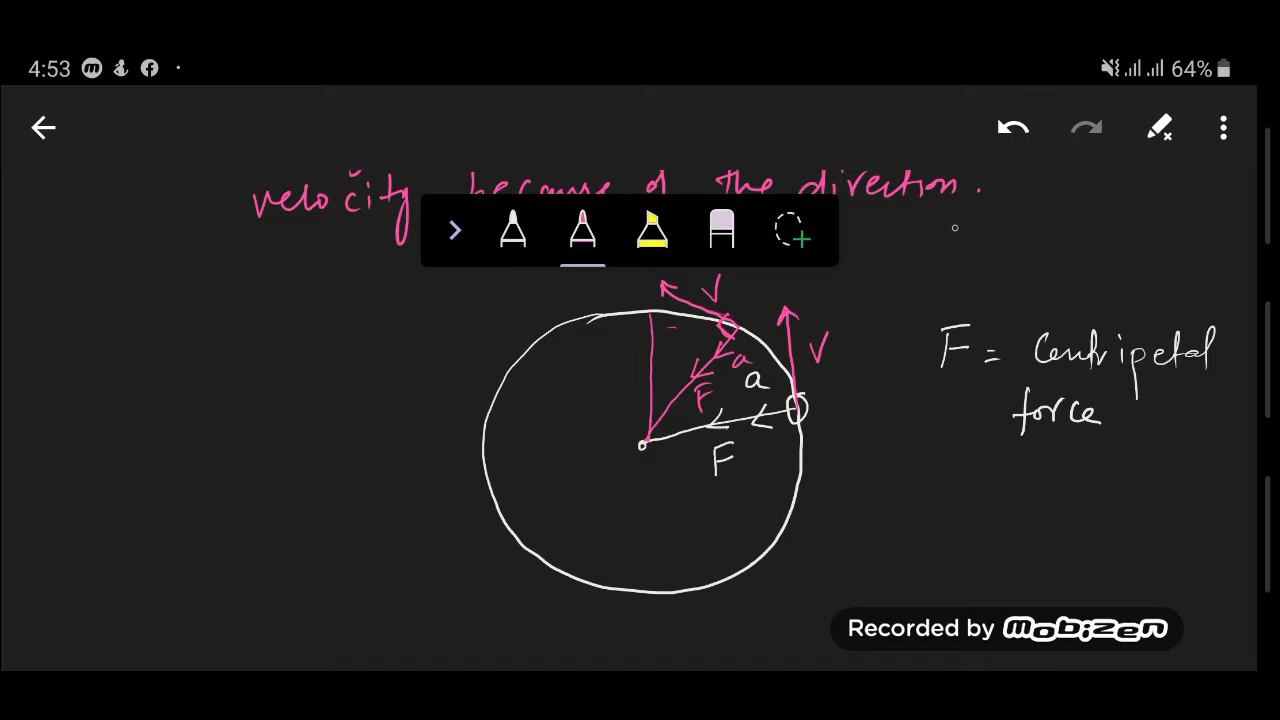 4:53
64%
velocity because of the direction.
V
V
a
F
a
F
F = Centripetal
force
Recorded by mobizen